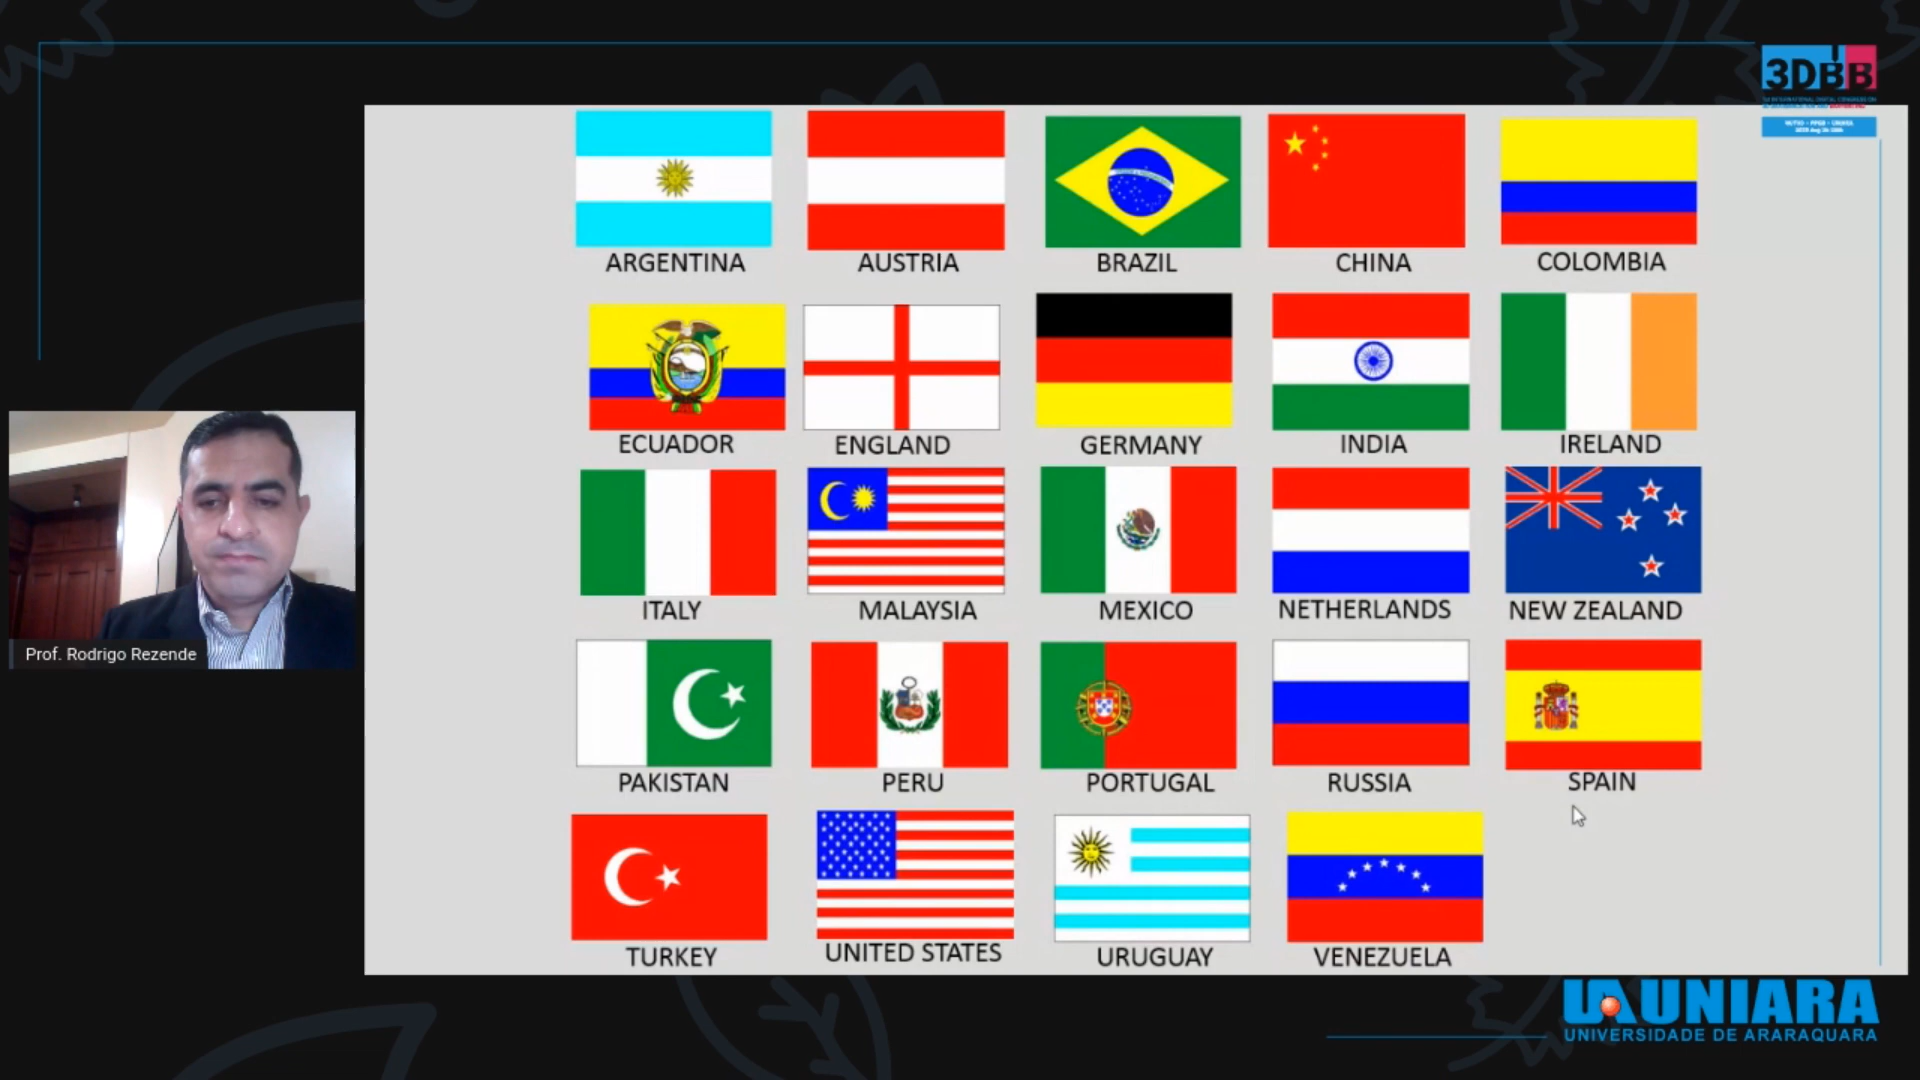 3DBB
ARGENTINA
AUSTRIA
BRAZIL
CHINA
COLOMBIA
ECUADOR
ENGLAND
GERMANY
INDIA
IRELAND
ITALY
MALAYSIA
MEXICO
NETHERLANDS
NEW ZEALAND
PAKISTAN
PERU
PORTUGAL
RUSSIA
SPAIN
TURKEY
UNITED STATES
URUGUAY
VENEZUELA
Prof. Rodrigo Rezende
UNIARA
UNIVERSIDADE DE ARARAQUARA